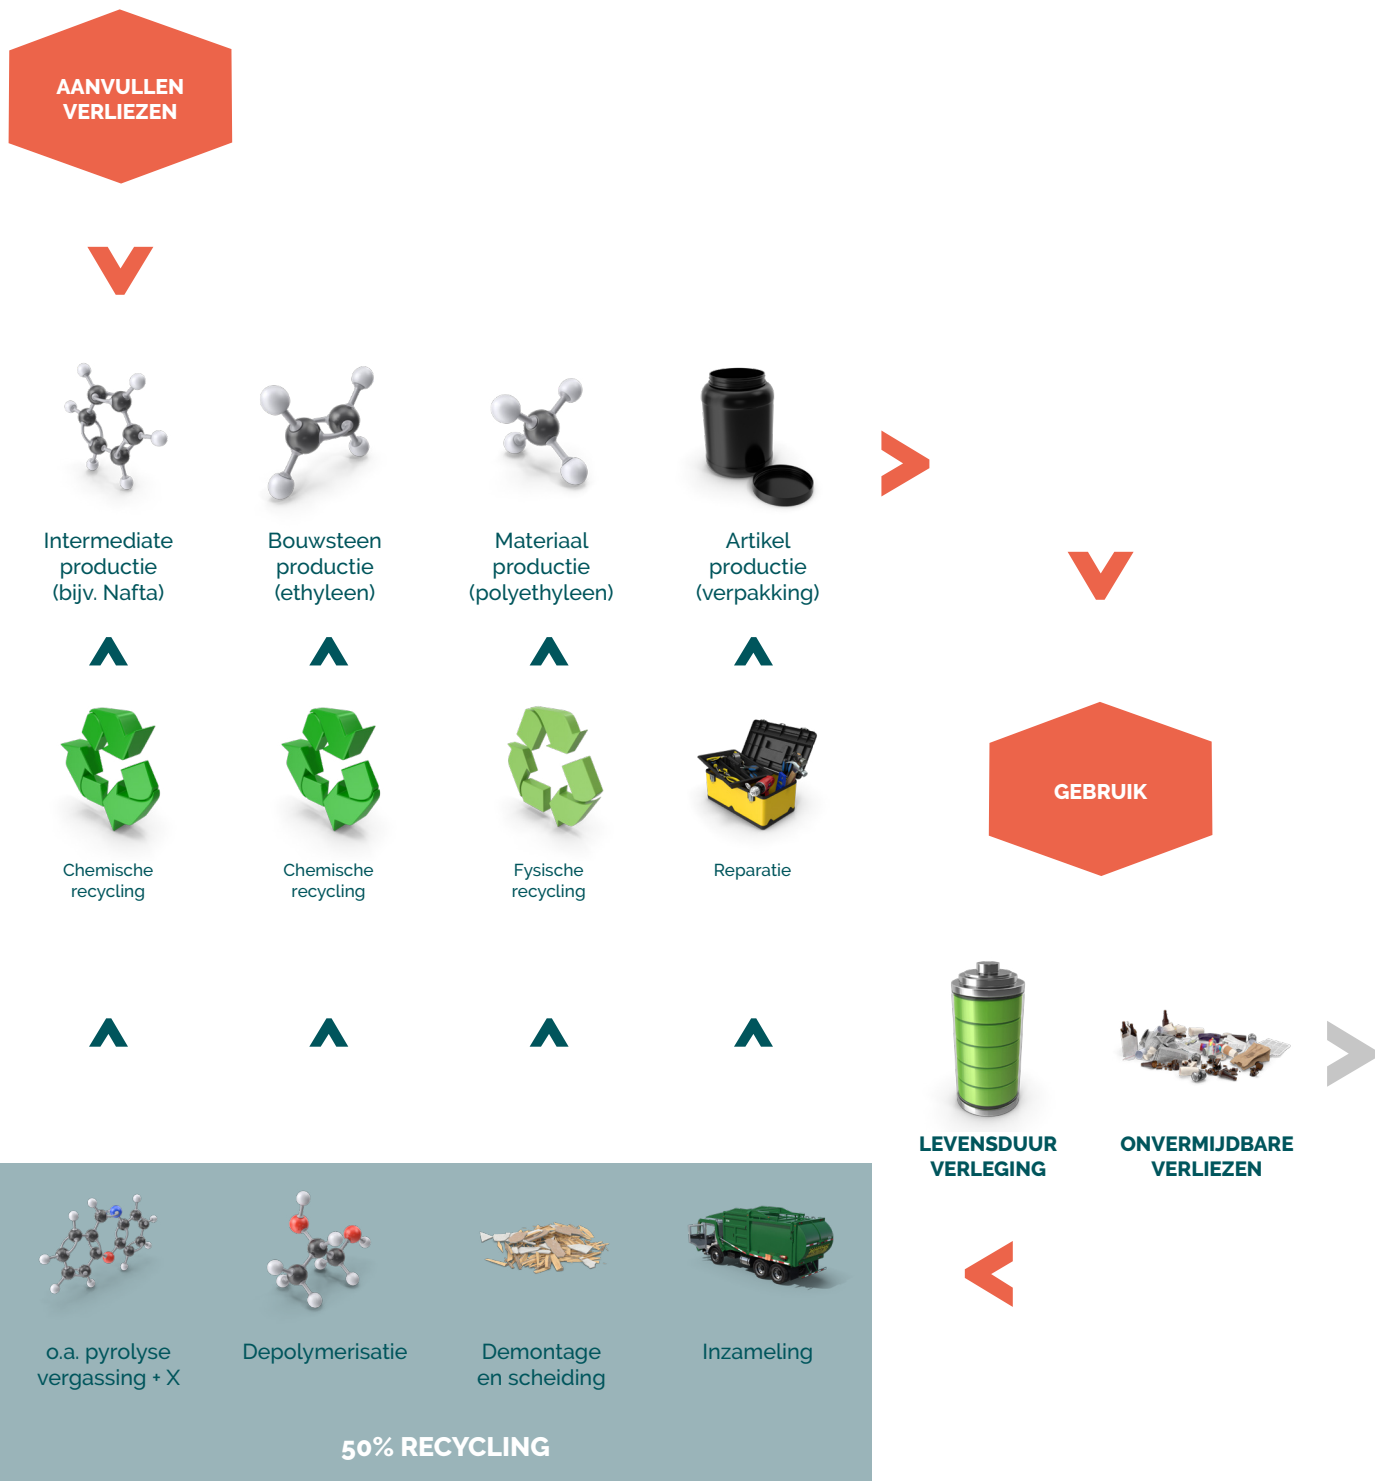 AANVULLEN
VERLIEZEN
Intermediate
productie
(bijv. Nafta)
Bouwsteen
productie
(ethyleen)
Materiaal
productie
(polyethyleen)
Artikel
productie
(verpakking)
Chemische
recycling
Chemische
recycling
Fysische
recycling
Reparatie
GEBRUIK
LEVENSDUUR
VERLEGING
ONVERMIJDBARE
VERLIEZEN
o.a. pyrolyse
vergassing + X
Depolymerisatie
Demontage
en scheiding
Inzameling
50% RECYCLING